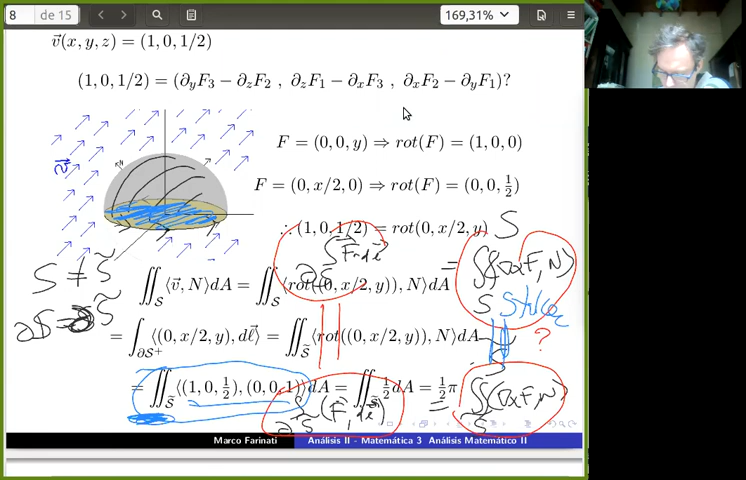 8 de 15 169,31%
v⃗(x, y, z) = (1, 0, 1/2)
(1, 0, 1/2) = (∂yF3 − ∂zF2 , ∂zF1 − ∂xF3 , ∂xF2 − ∂yF1)?
F = (0, 0, y) ⇒ rot(F) = (1, 0, 0)
v⃗
N
F = (0, x/2, 0) ⇒ rot(F) = (0, 0, 1/2)
∴ (1, 0, 1/2) = rot(0, x/2, y) S
∫ F⃗·dℓ⃗
∂S
S ≠ S̃
∬S ⟨v⃗, N⟩dA = ∬S ⟨rot((0, x/2, y)), N⟩dA = ∬⟨∇×F, N⟩
S Stokes
∂S = ∂S̃
= ∫∂S+ ⟨(0, x/2, y), dℓ⃗⟩ = ∬S̃ ⟨rot((0, x/2, y)), N⟩dA ?
= ∬S̃ ⟨(1, 0, 1/2), (0, 0, 1)⟩dA = ∬S̃ 1/2 dA = 1/2 π
∫∂S̃ (F⃗, dℓ⃗) = ∬S̃ (∇×F, N)
Marco Farinati Análisis II - Matemática 3 Análisis Matemático II